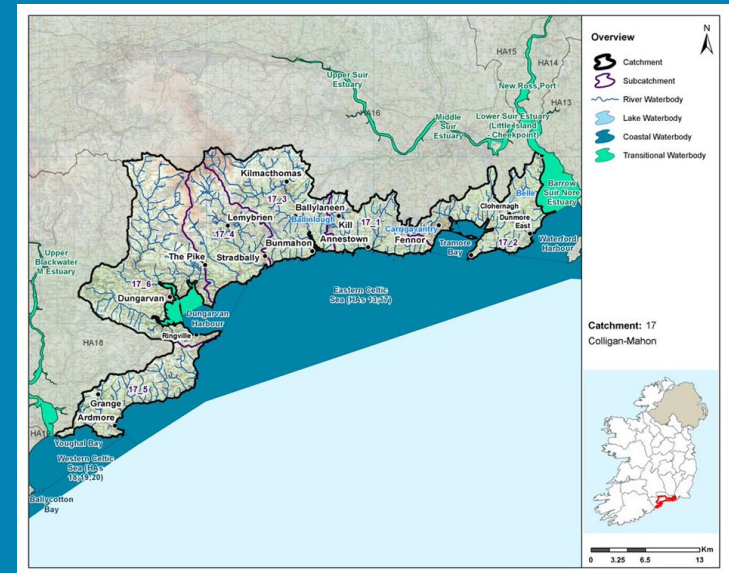 HA15
HA14
HA13
Upper Suir
Estuary
New Ross Port
HA16
Middle
Suir
Estuary
Lower Suir Estuary
(Little Island
- Cheekpoint)
Barrow
Suir Nore
Estuary
Kilmacthomas
17_3
Ballylaneen
Ballinlough
Kill
17_1
Lemybrien
17_4
Belle
Clohernagh
Dunmore
East
Carrigavantry
Bunmahon
Annestown
Fennor
Tramore
Bay
17_2
Waterford
Harbour
The Pike
Stradbally
Upper
Blackwater
M Estuary
17_6
Dungarvan
Dungarvan
Harbour
Eastern Celtic
Sea (HAs 13;17)
Ringville
HA18
17_5
Grange
Ardmore
Youghal Bay
Western Celtic
Sea (HAs
18;19;20)
Ballycotton
Bay
N
Overview
Catchment
Subcatchment
River Waterbody
Lake Waterbody
Coastal Waterbody
Transitional Waterbody
Catchment: 17
Colligan-Mahon
Km
0 3.25 6.5 13